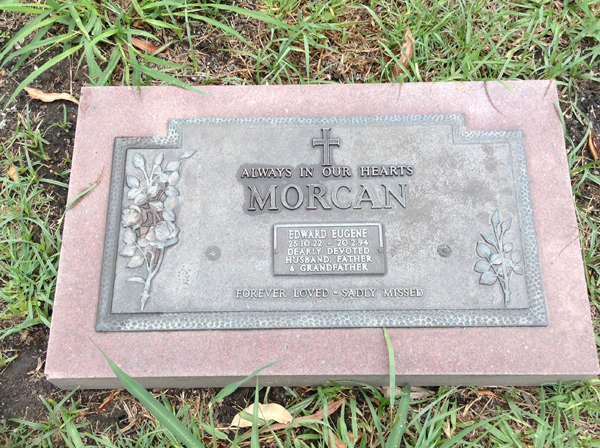 ALWAYS IN OUR HEARTS
MORGAN
EDWARD EUGENE
25.10.22 - 20.2.94
DEARLY DEVOTED
HUSBAND, FATHER
& GRANDFATHER
FOREVER LOVED - SADLY MISSED